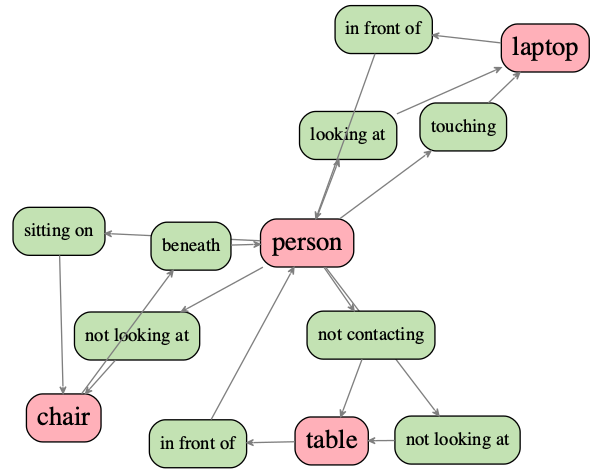 in front of
laptop
looking at
touching
sitting on
beneath
person
not looking at
not contacting
chair
in front of
table
not looking at